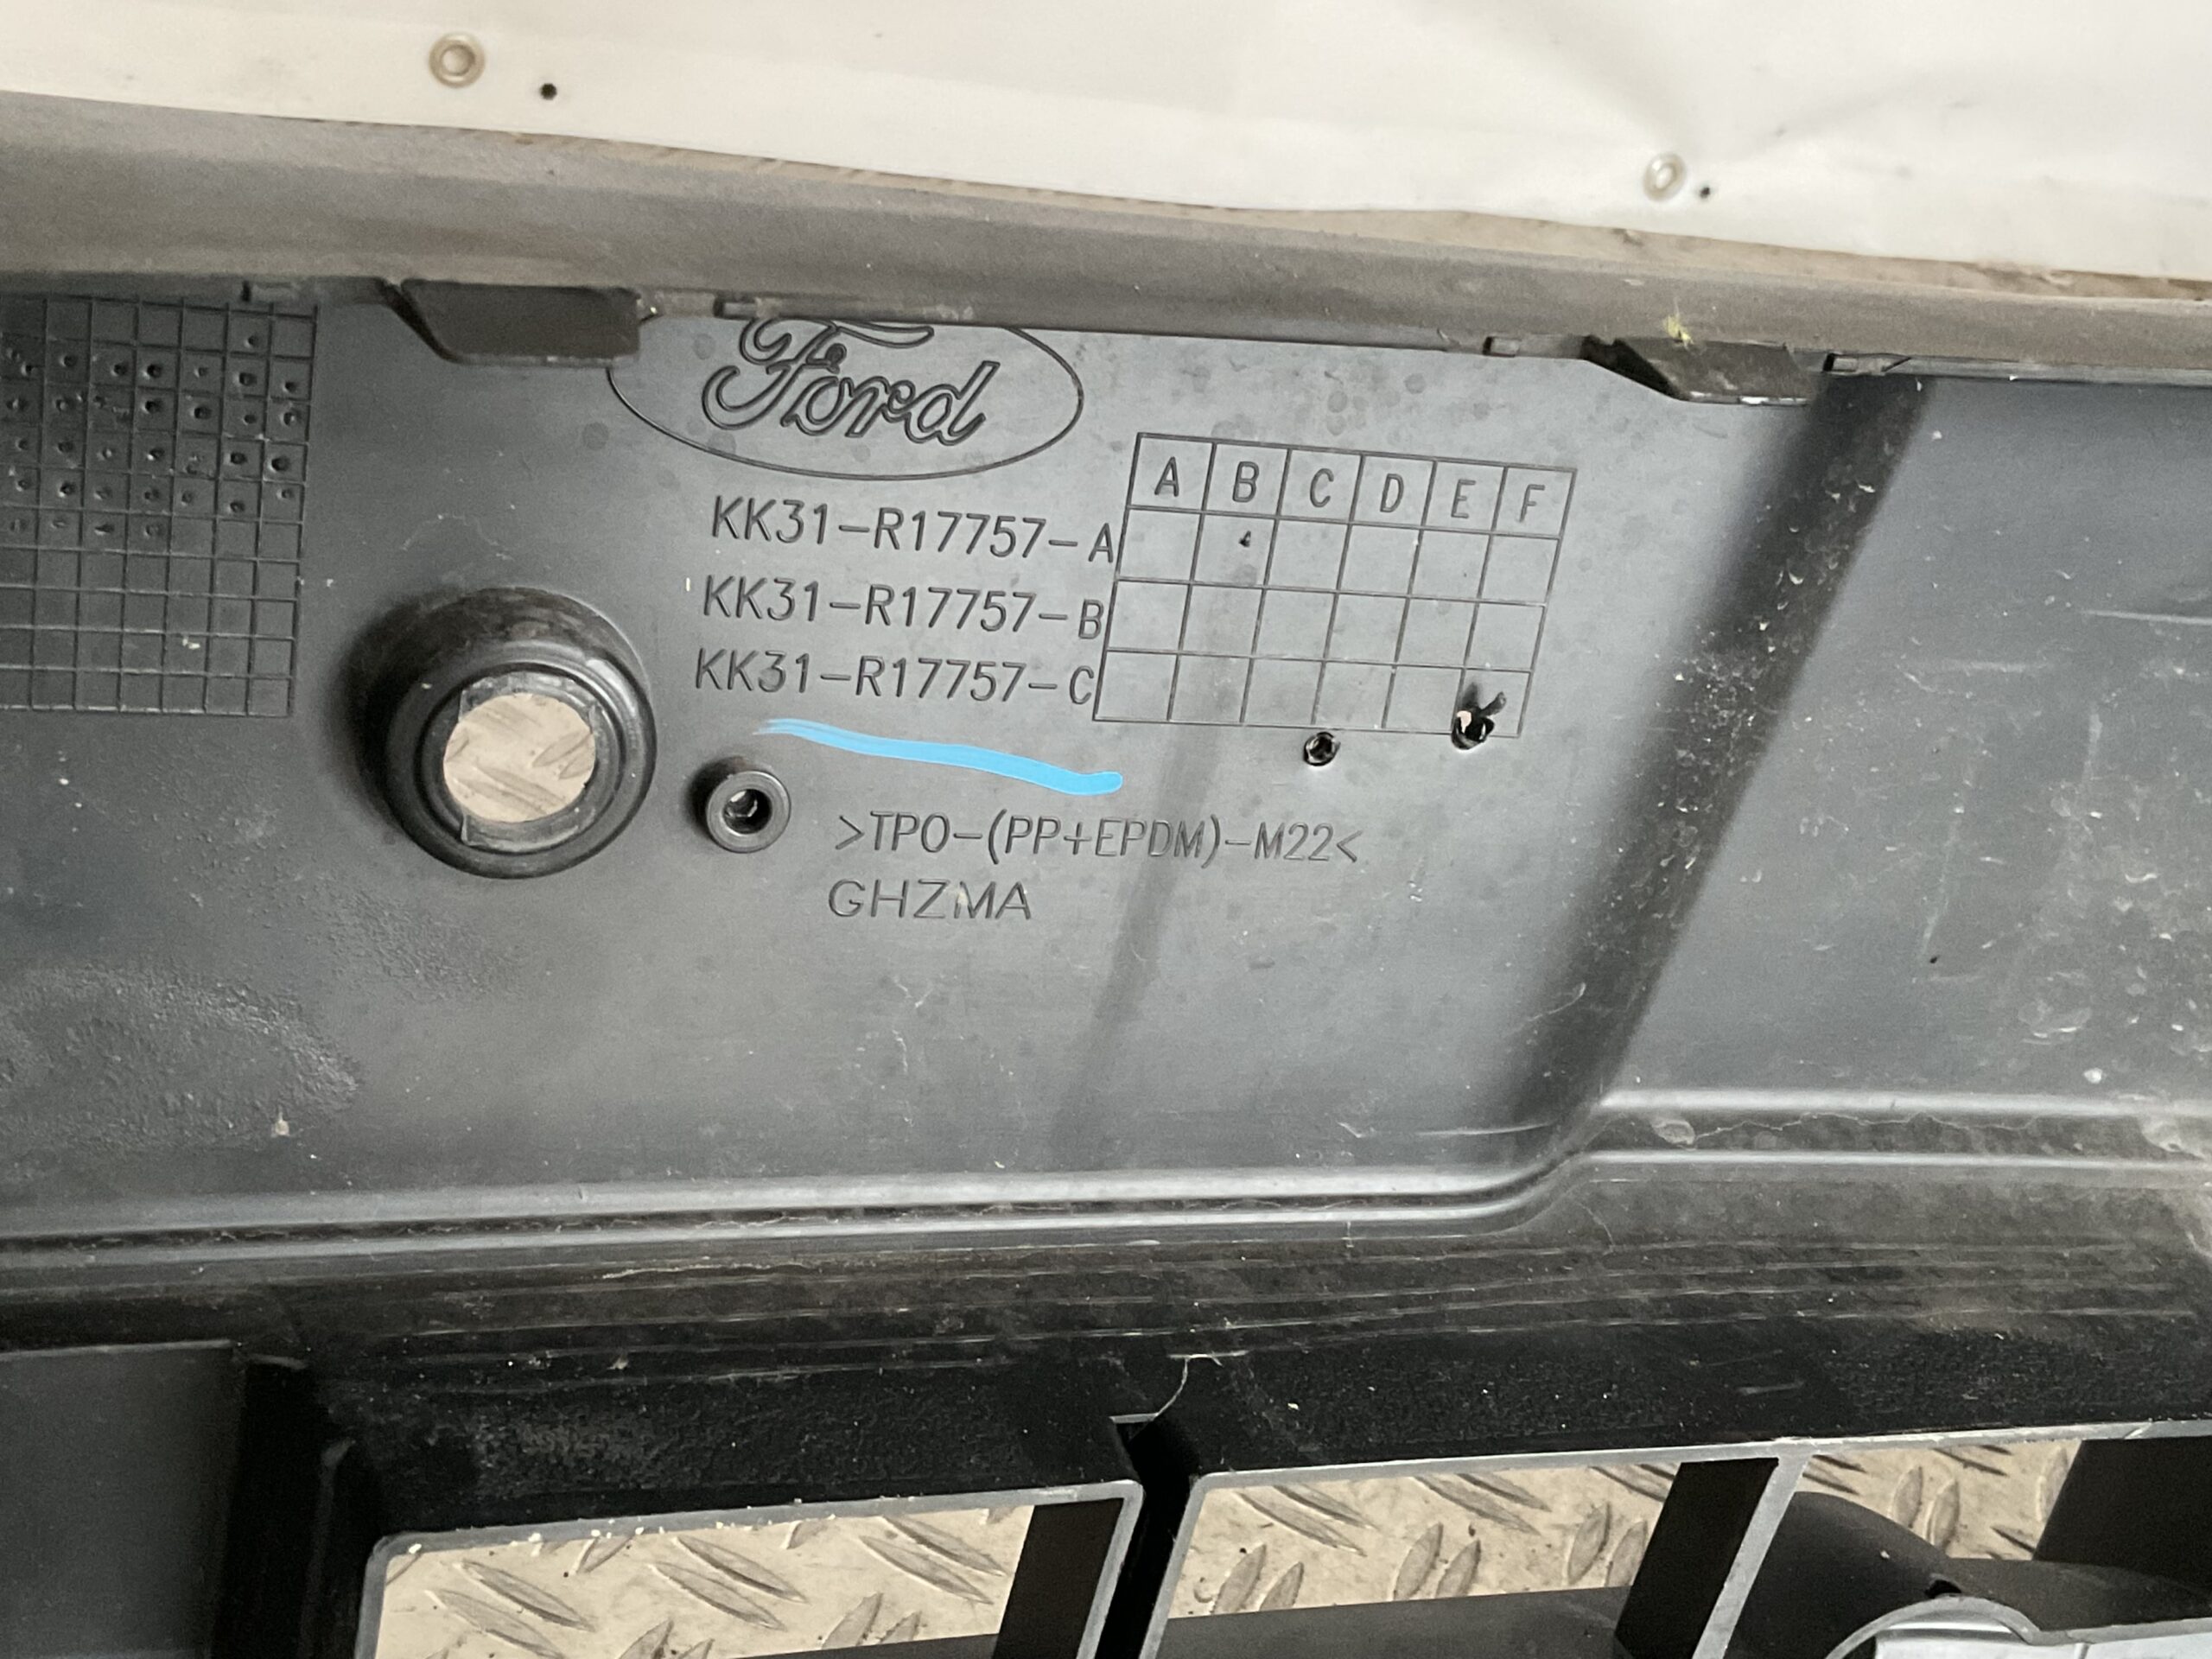 Ford
A B C D E F
KK31-R17757-A
KK31-R17757-B
KK31-R17757-C
>TPO-(PP+EPDM)-M22<
GHZMA